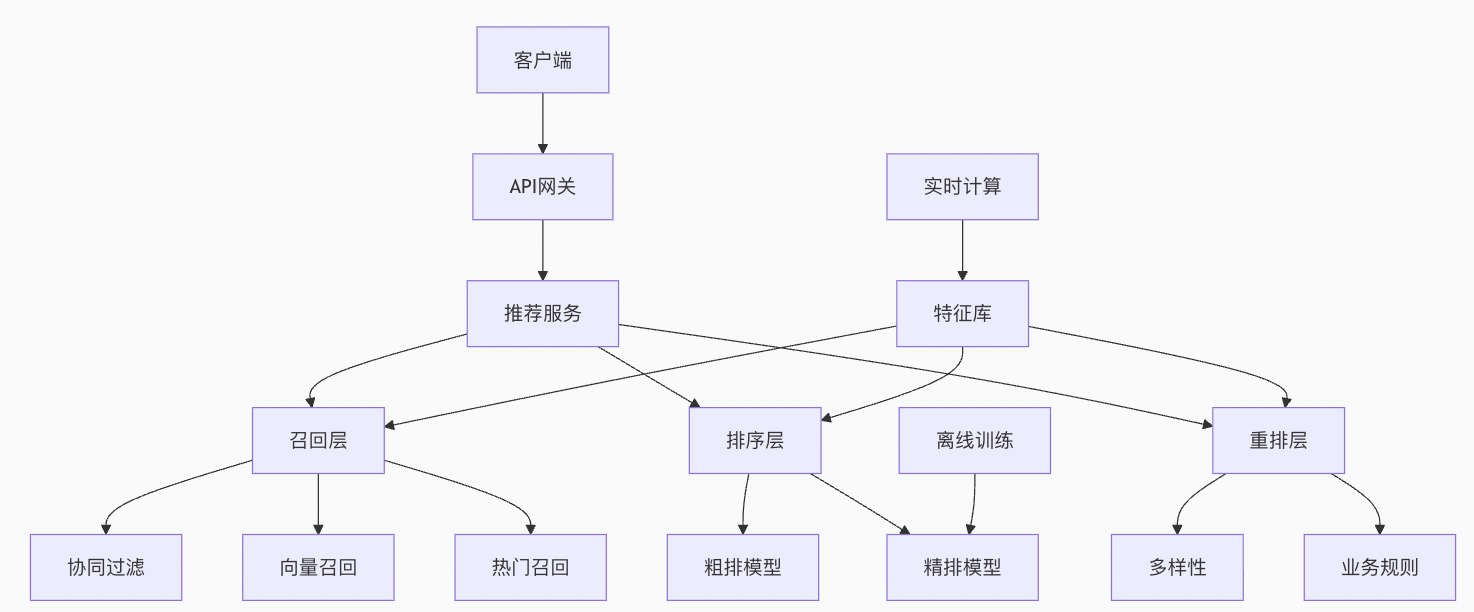 客户端
API网关
实时计算
推荐服务
特征库
召回层
排序层
离线训练
重排层
协同过滤
向量召回
热门召回
粗排模型
精排模型
多样性
业务规则